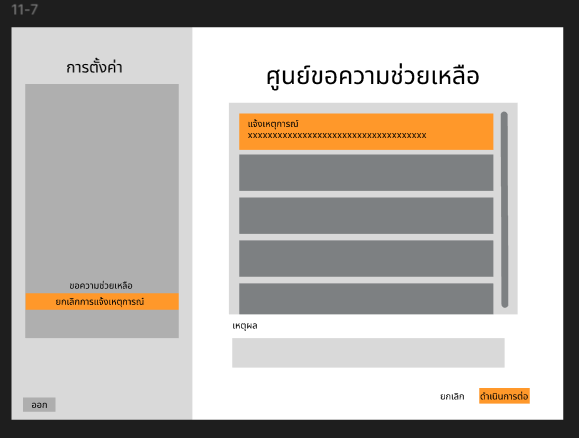 11-7
การตั้งค่า
ขอความช่วยเหลือ
ยกเลิกการแจ้งเหตุการณ์
ออก
ศูนย์ขอความช่วยเหลือ
แจ้งเหตุการณ์
xxxxxxxxxxxxxxxxxxxxxxxxxxxxxxxxxxxx
เหตุผล
ยกเลิก
ดำเนินการต่อ